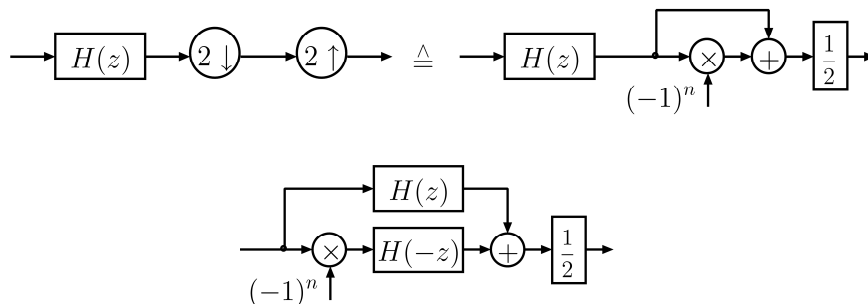 H(z) 2↓ 2↑ ≙ H(z) × + 1/2
(-1)^n
H(z)
× H(-z) + 1/2
(-1)^n